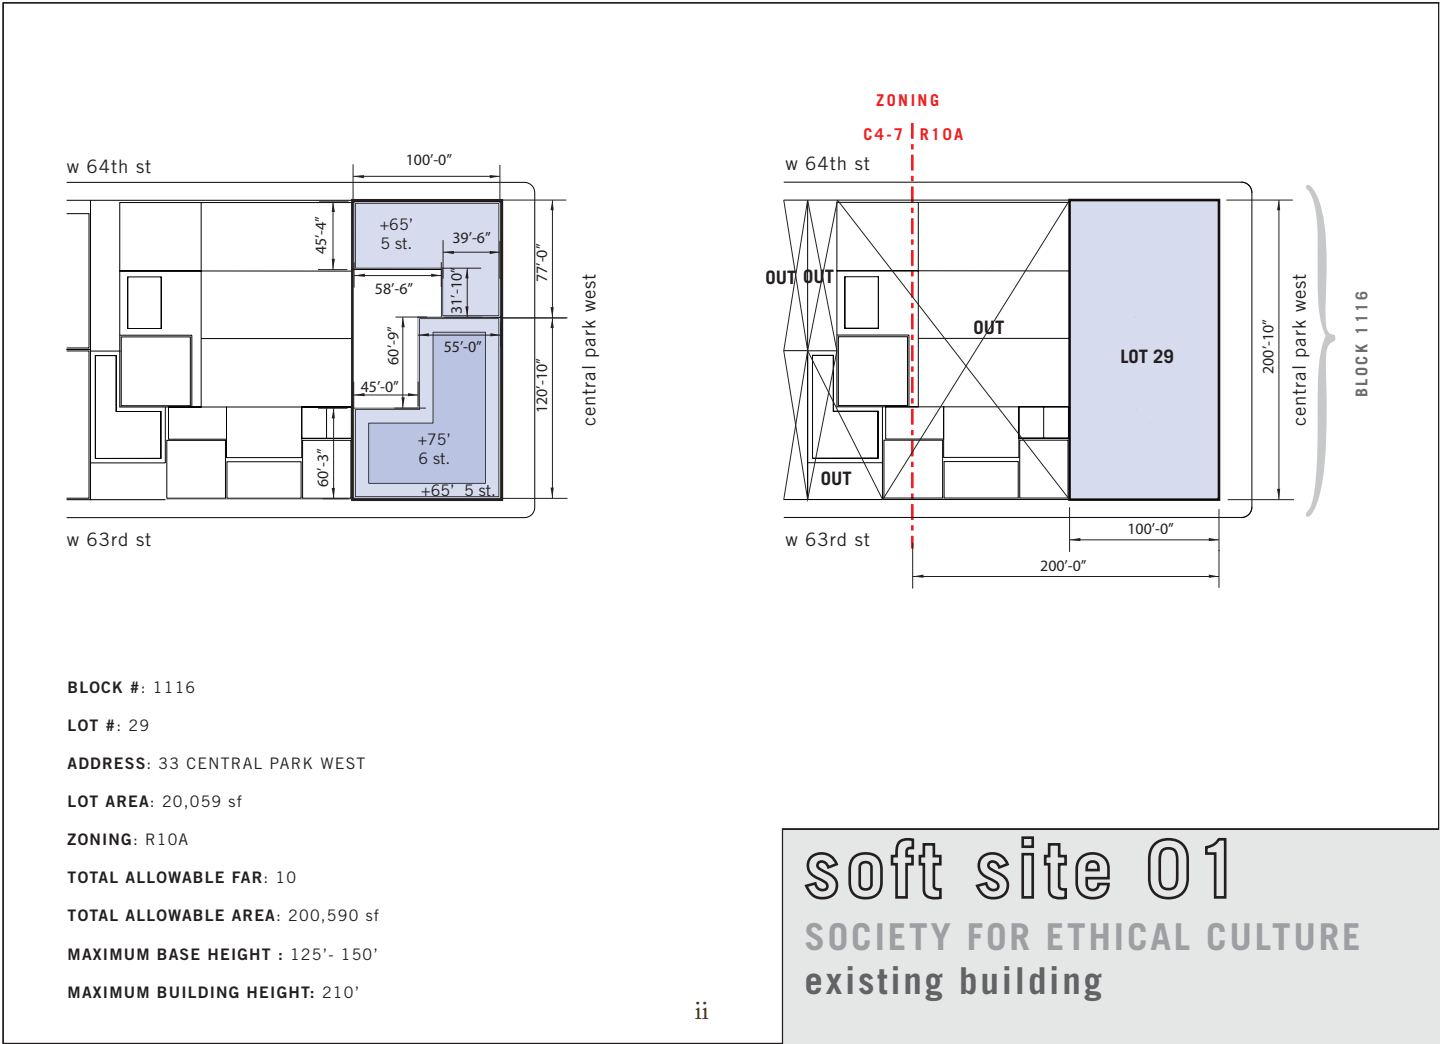 w 64th st
100'-0"
+65'
5 st.
45'-4"
39'-6"
77'-0"
58'-6"
31'-10"
60'-9"
55'-0"
45'-0"
120'-10"
+75'
6 st.
60'-3"
+65' 5 st.
central park west
w 63rd st
ZONING
C4-7 R10A
w 64th st
OUT OUT
OUT
LOT 29
OUT
200'-10"
central park west
BLOCK 1116
w 63rd st
100'-0"
200'-0"
BLOCK #: 1116
LOT #: 29
ADDRESS: 33 CENTRAL PARK WEST
LOT AREA: 20,059 sf
ZONING: R10A
TOTAL ALLOWABLE FAR: 10
TOTAL ALLOWABLE AREA: 200,590 sf
MAXIMUM BASE HEIGHT : 125'- 150'
MAXIMUM BUILDING HEIGHT: 210'
ii
soft site 01
SOCIETY FOR ETHICAL CULTURE
existing building